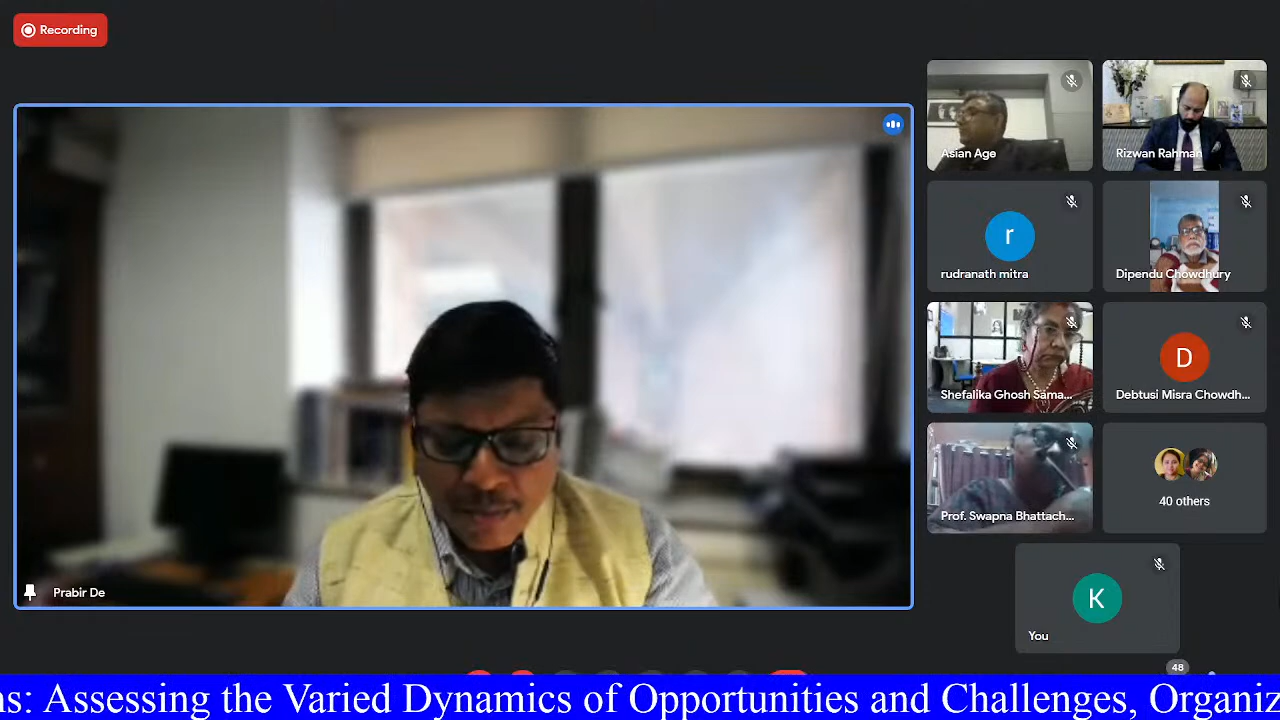 Recording
Asian Age
Rizwan Rahman
r
rudranath mitra
Dipendu Chowdhury
Shefalika Ghosh Sama...
D
Debtusi Misra Chowdh...
Prof. Swapna Bhattach...
40 others
Prabir De
K
You
48
ns: Assessing the Varied Dynamics of Opportunities and Challenges, Organiz